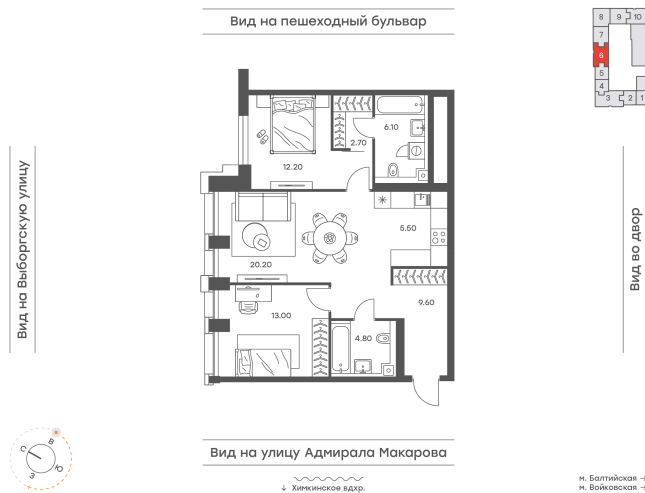 Вид на пешеходный бульвар
8 9 10
7
6
5
4
3 2 1
6.10
2.70
12.20
5.50
20.20
9.60
13.00
4.80
Вид на Выборгскую улицу
Вид во двор
Вид на улицу Адмирала Макарова
↓ Химкинское вдхр.
С В Ю З
м. Балтийская →
м. Войковская →